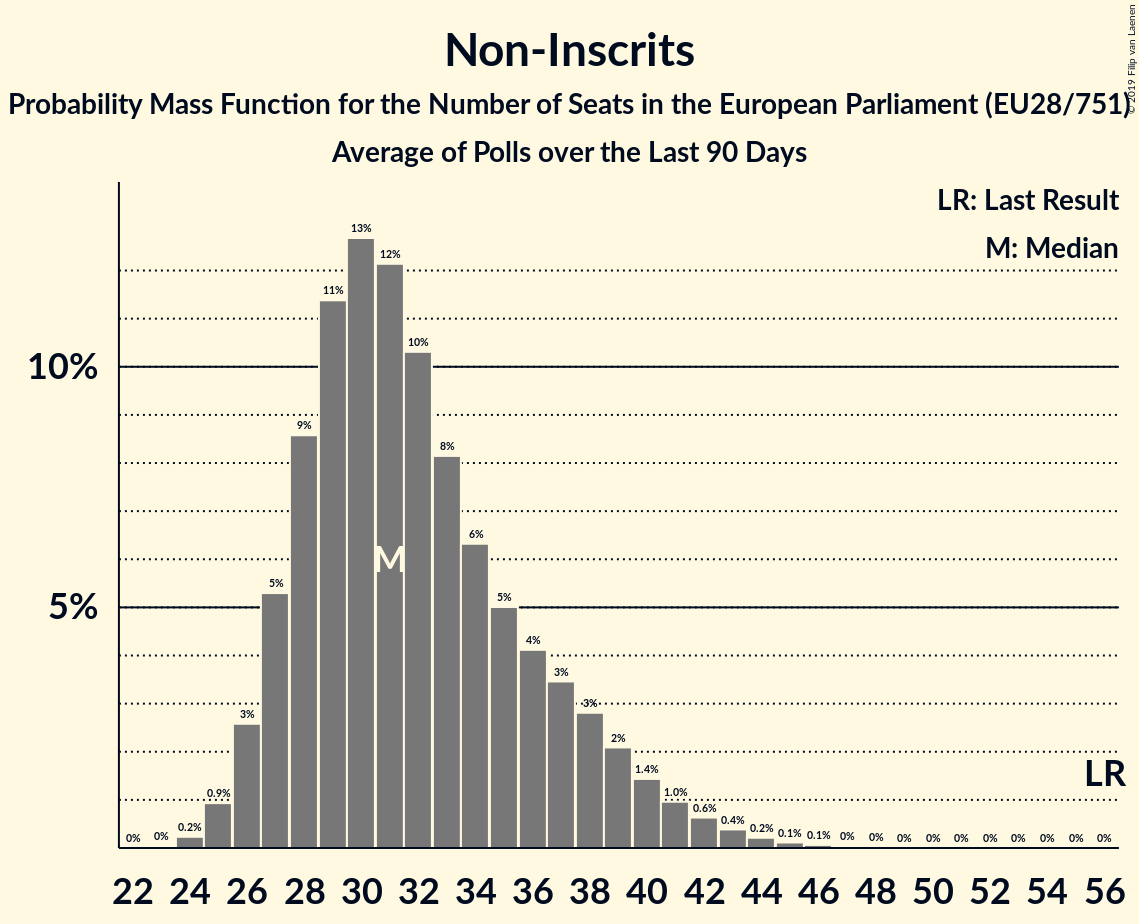 Non-Inscrits
Probability Mass Function for the Number of Seats in the European Parliament (EU28/751)
Average of Polls over the Last 90 Days
© 2019 Filip van Laenen
LR: Last Result
M: Median
10%
5%
0% 0% 0.2% 0.9% 3% 5% 9% 11% 13% 12% 10% 8% 6% 5% 4% 3% 3% 2% 1.4% 1.0% 0.6% 0.4% 0.2% 0.1% 0.1% 0% 0% 0% 0% 0% 0% 0% 0% 0% 0%
M
LR
22 24 26 28 30 32 34 36 38 40 42 44 46 48 50 52 54 56